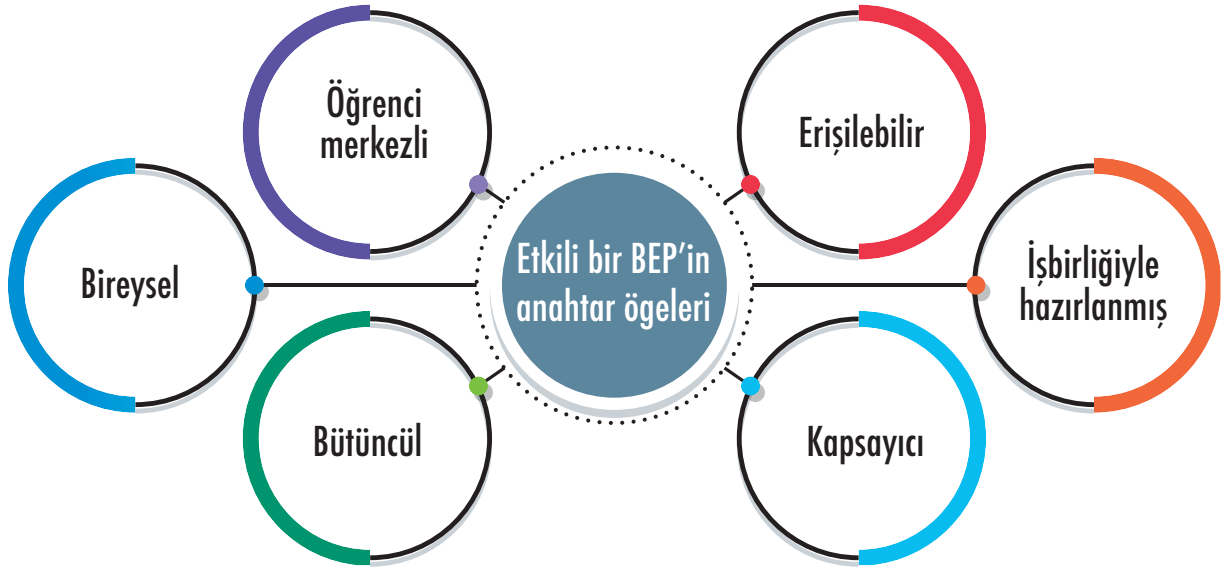 Öğrenci
merkezli
Erişilebilir
Bireysel
Etkili bir BEP’in
anahtar ögeleri
İşbirliğiyle
hazırlanmış
Bütüncül
Kapsayıcı